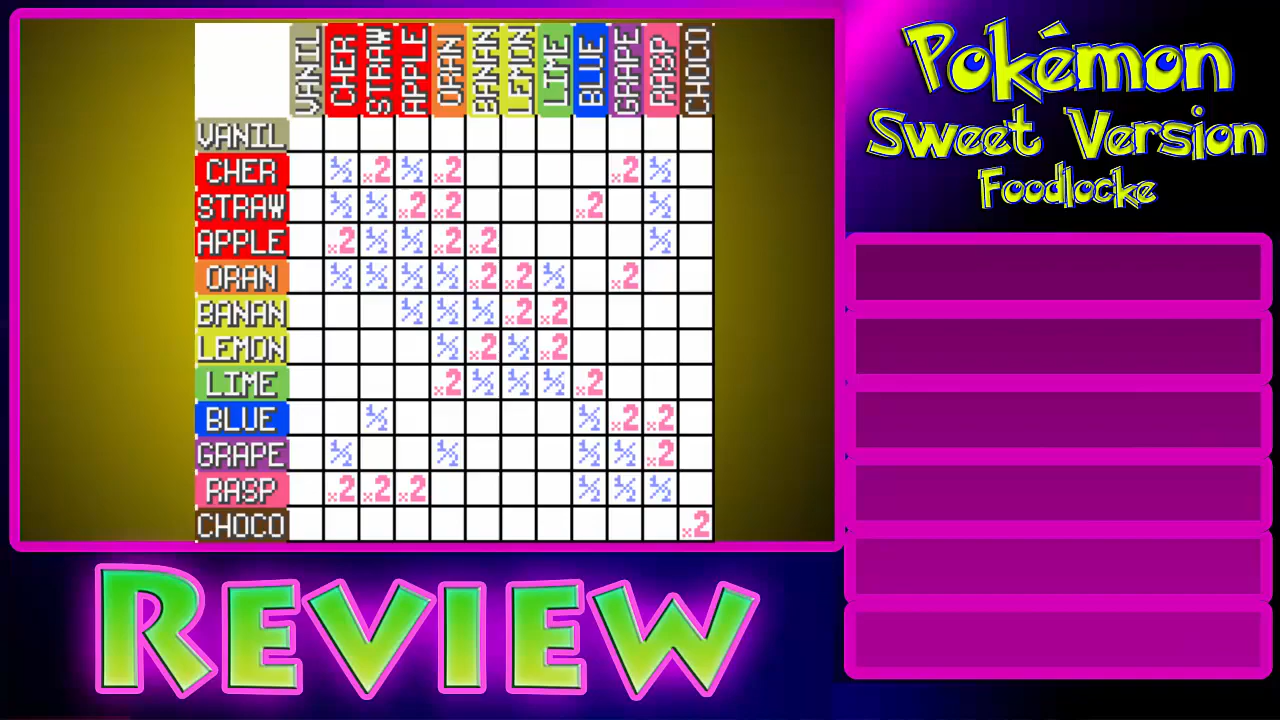 VANIL CHER STRAW APPLE ORAN BANAN LEMON LIME BLUE GRAPE RASP CHOCO
VANIL
CHER ½ ×2 ½ ×2 ×2 ½
STRAW ½ ½ ×2 ×2 ×2 ½
APPLE ×2 ½ ½ ×2 ×2 ½
ORAN ½ ½ ½ ½ ×2 ×2 ½ ×2
BANAN ½ ½ ½ ×2 ×2
LEMON ½ ×2 ½ ×2
LIME ×2 ½ ½ ½ ×2
BLUE ½ ½ ×2 ×2
GRAPE ½ ½ ½ ½ ×2
RASP ×2 ×2 ×2 ½ ½ ½
CHOCO ×2
Pokémon
Sweet Version
Foodlocke
REVIEW